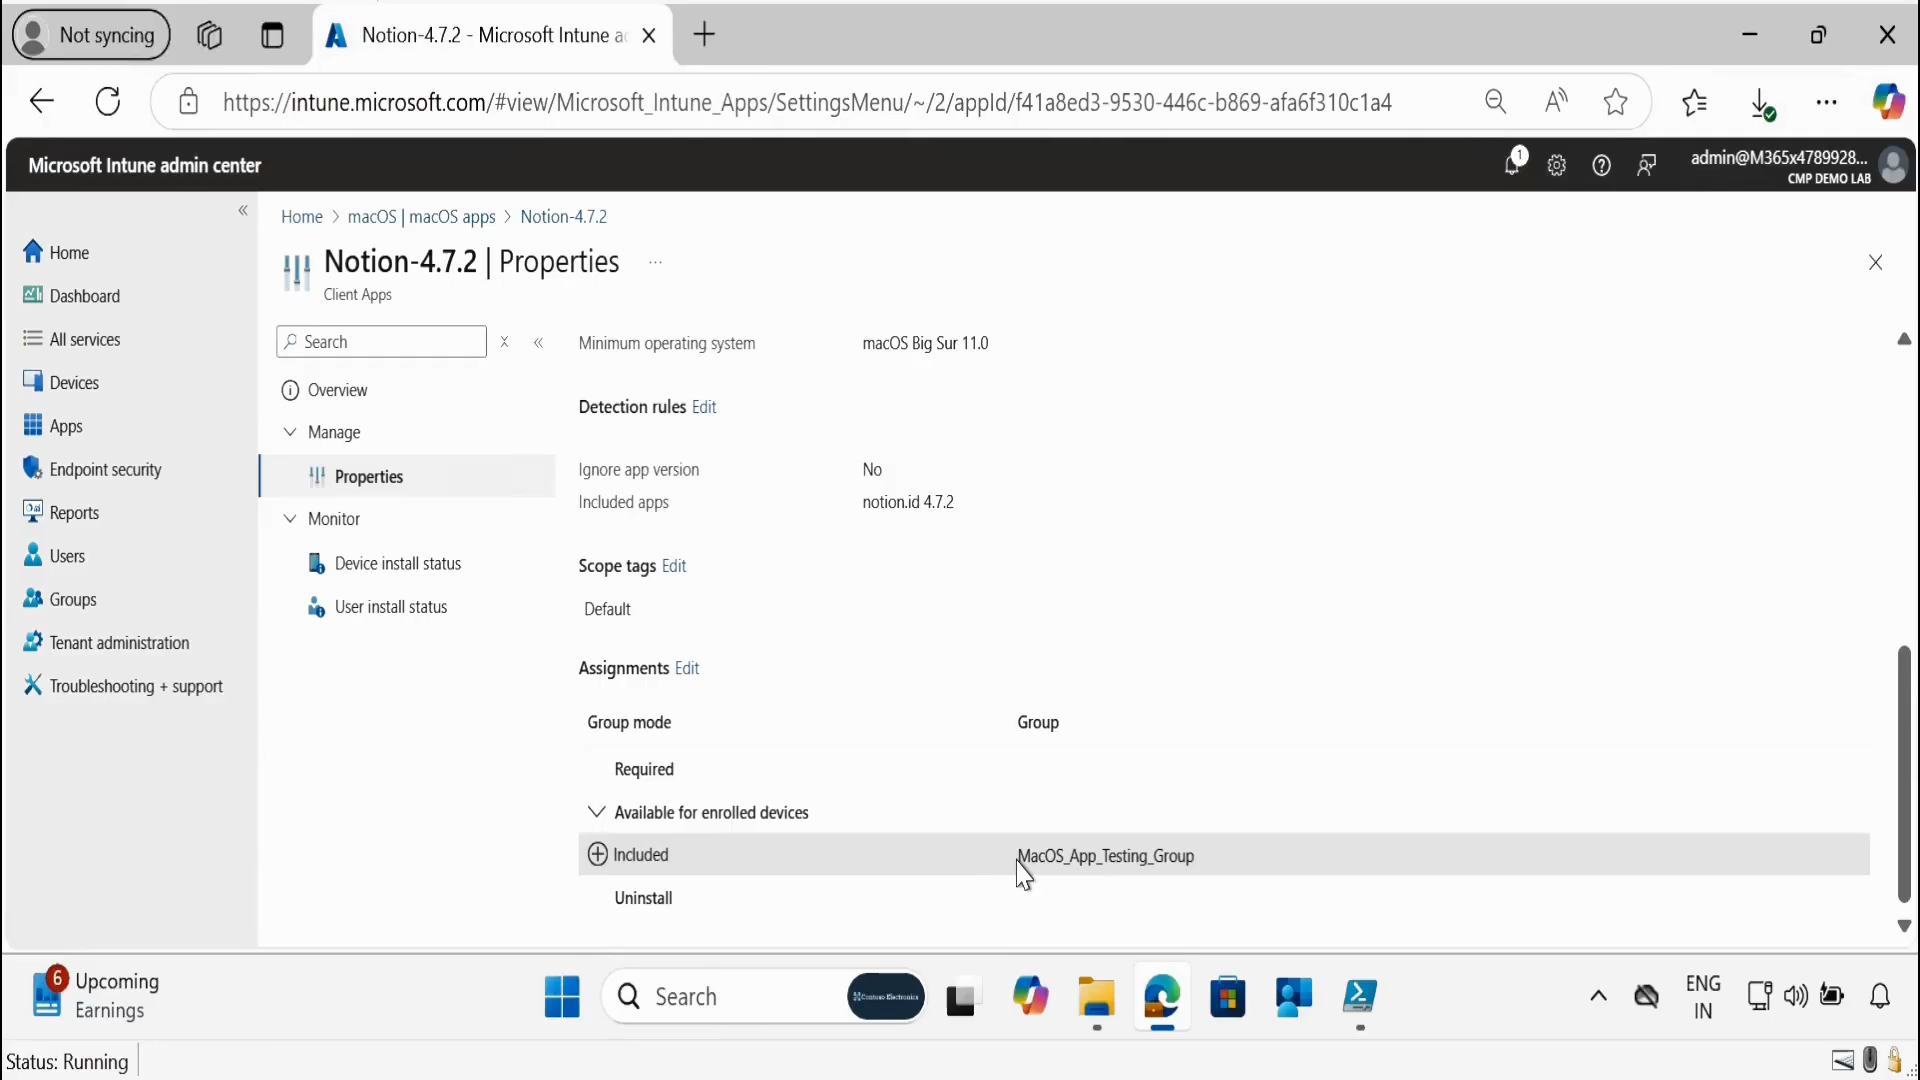 Not syncing
Notion-4.7.2 - Microsoft Intune ac
https://intune.microsoft.com/#view/Microsoft_Intune_Apps/SettingsMenu/~/2/appId/f41a8ed3-9530-446c-b869-afa6f310c1a4
Microsoft Intune admin center
1
admin@M365x4789928...
CMP DEMO LAB
Home
Dashboard
All services
Devices
Apps
Endpoint security
Reports
Users
Groups
Tenant administration
Troubleshooting + support
Home > macOS | macOS apps > Notion-4.7.2
Notion-4.7.2 | Properties ...
Client Apps
Search
Overview
Manage
Properties
Monitor
Device install status
User install status
Minimum operating system macOS Big Sur 11.0
Detection rules Edit
Ignore app version No
Included apps notion.id 4.7.2
Scope tags Edit
Default
Assignments Edit
Group mode Group
Required
Available for enrolled devices
Included MacOS_App_Testing_Group
Uninstall
6
Upcoming
Earnings
Search
Contoso Electronics
ENG
IN
Status: Running